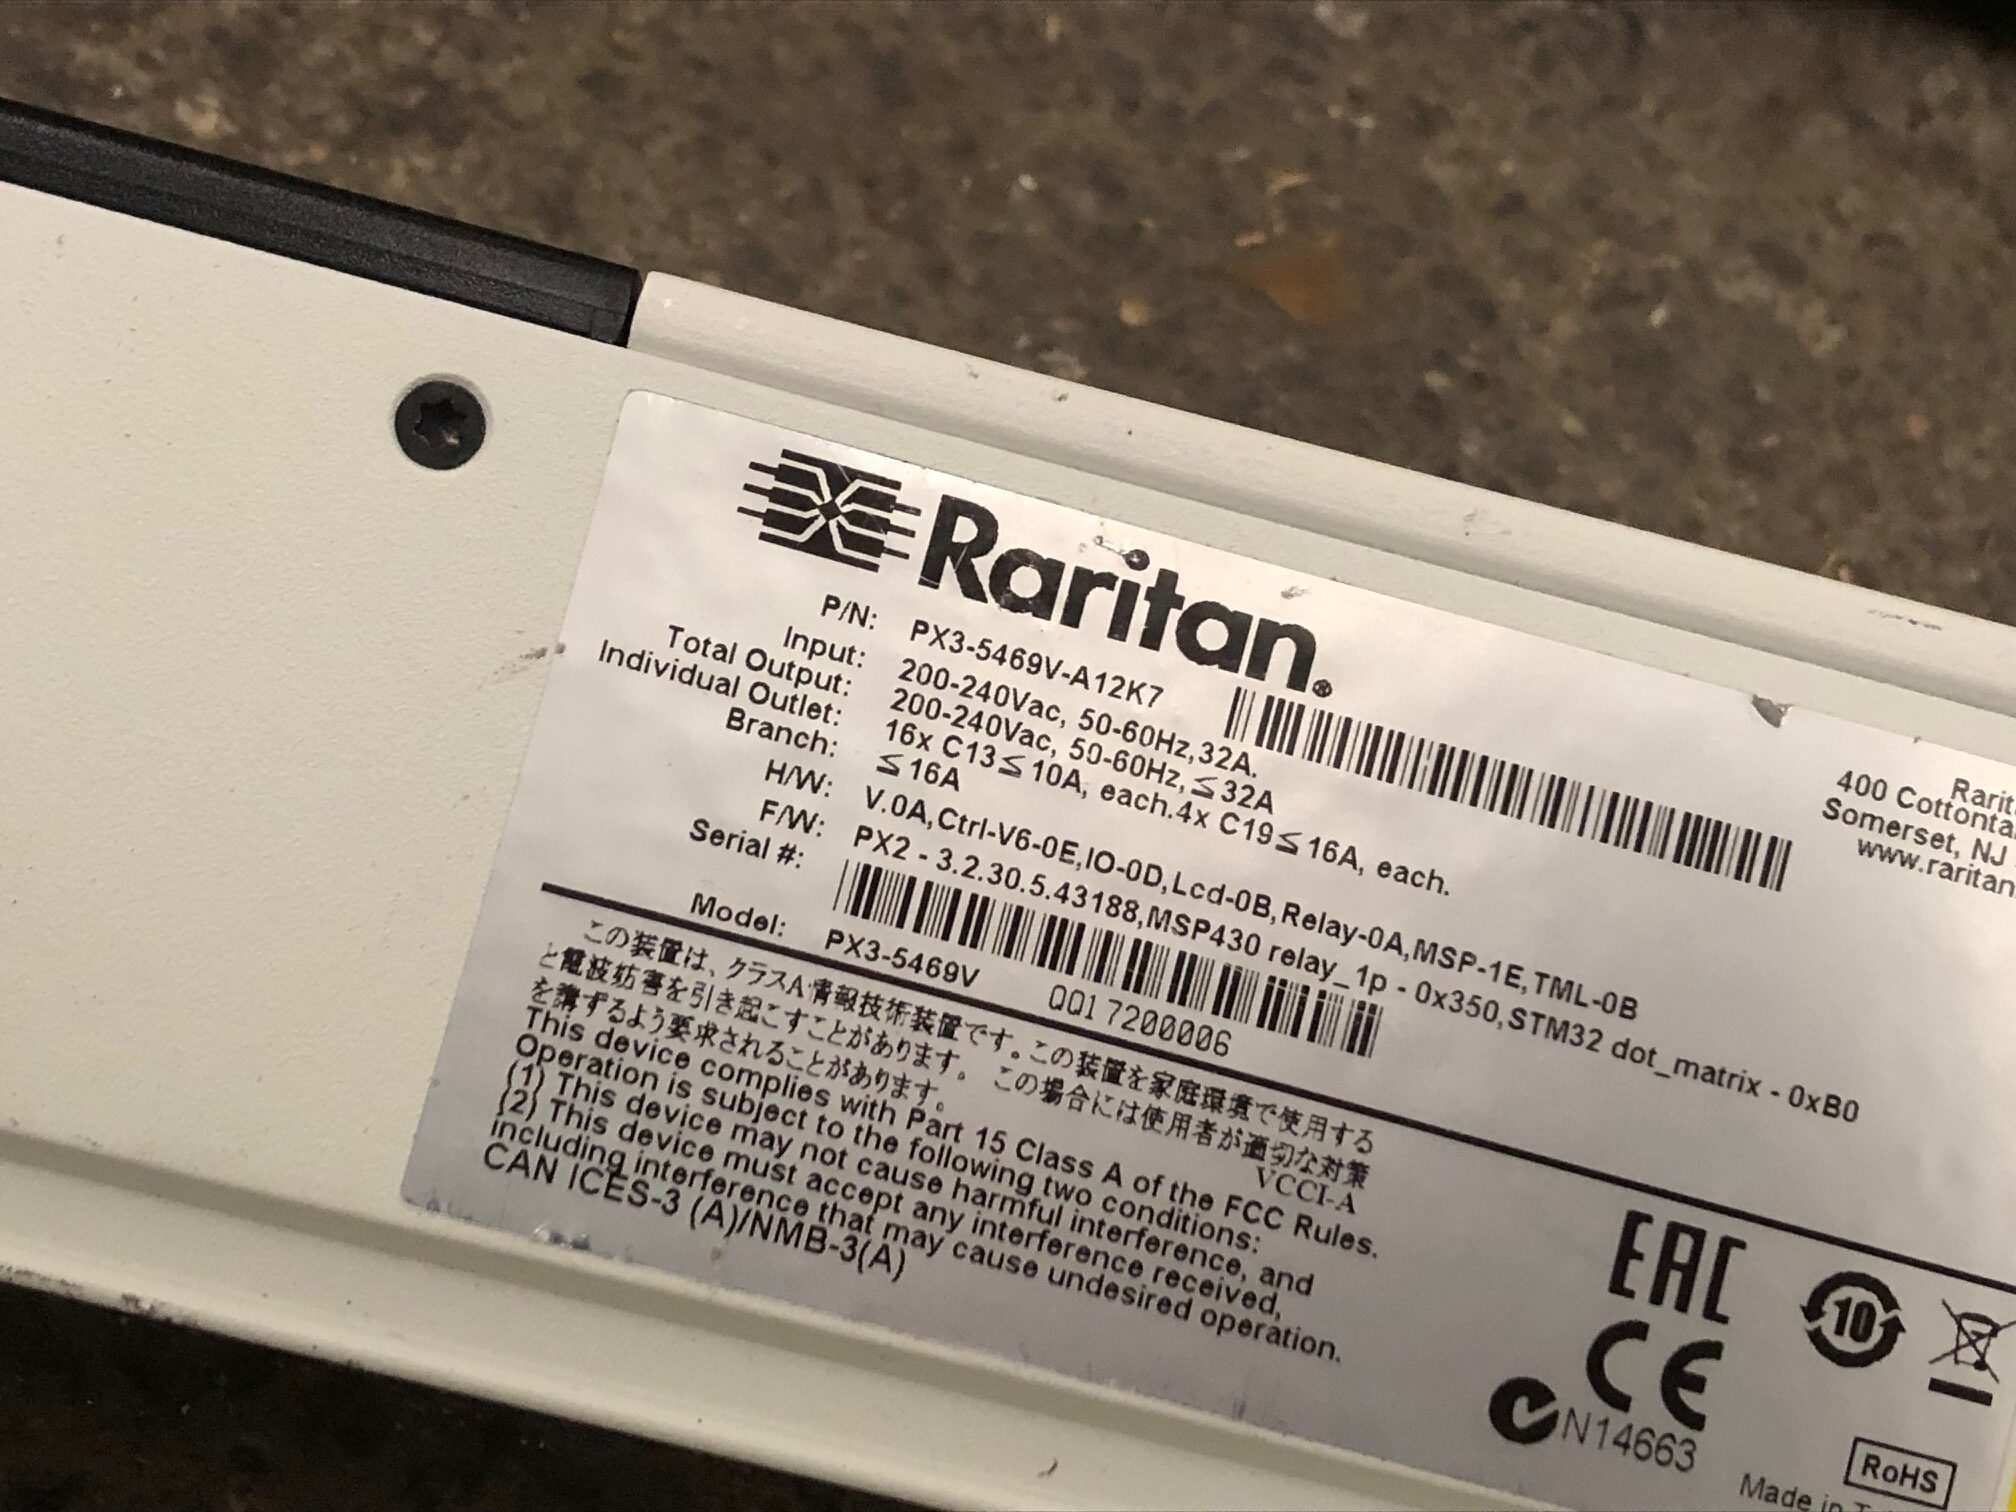 Raritan®
P/N: PX3-5469V-A12K7
Input: 200-240Vac, 50-60Hz,32A.
Total Output: 200-240Vac, 50-60Hz,≤32A
Individual Outlet: 16x C13≤10A, each.4x C19≤16A, each.
Branch: ≤16A
H/W: V.0A,Ctrl-V6-0E,IO-0D,Lcd-0B,Relay-0A,MSP-1E,TML-0B
F/W: PX2 - 3.2.30.5.43188,MSP430 relay_1p - 0x350,STM32 dot_matrix - 0xB0
Serial #:
QQ17200006
Model: PX3-5469V
400
Somerset, NJ
この装置は、クラスA情報技術装置です。この装置を家庭環境で使用する
と電波妨害を引き起こすことがあります。この場合には使用者が適切な対策
を講ずるよう要求されることがあります。
VCCI-A
This device complies with Part 15 Class A of the FCC Rules.
Operation is subject to the following two conditions:
(1) This device may not cause harmful interference, and
(2) This device must accept any interference received,
including interference that may cause undesired operation.
CAN ICES-3 (A)/NMB-3(A)
EAC
CE
10
N14663
RoHS
Made in